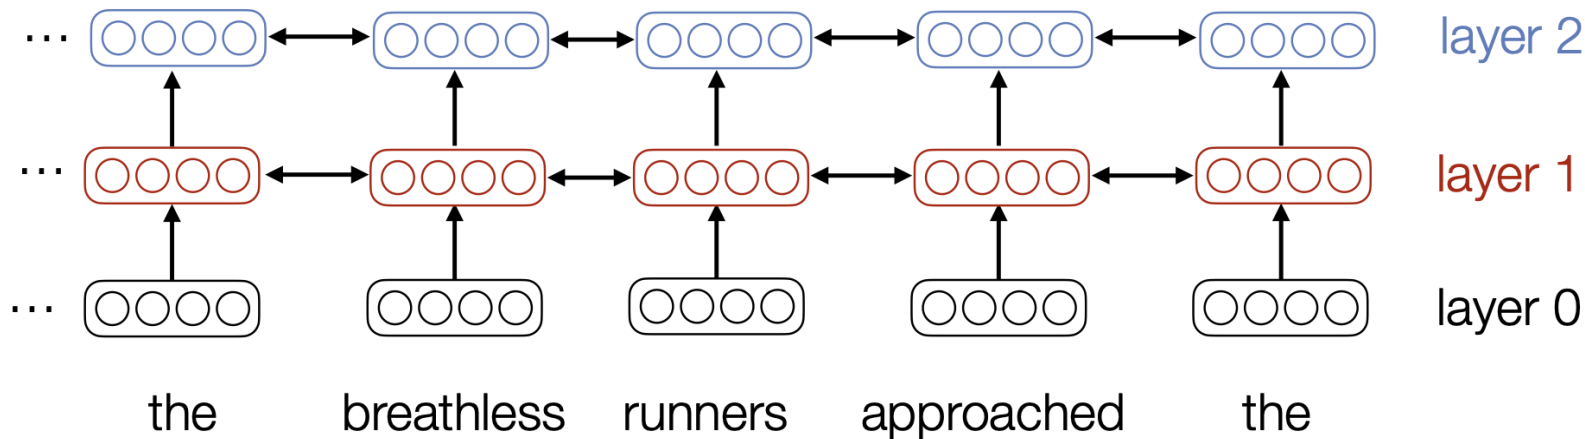 ... layer 2
... layer 1
... layer 0
the breathless runners approached the